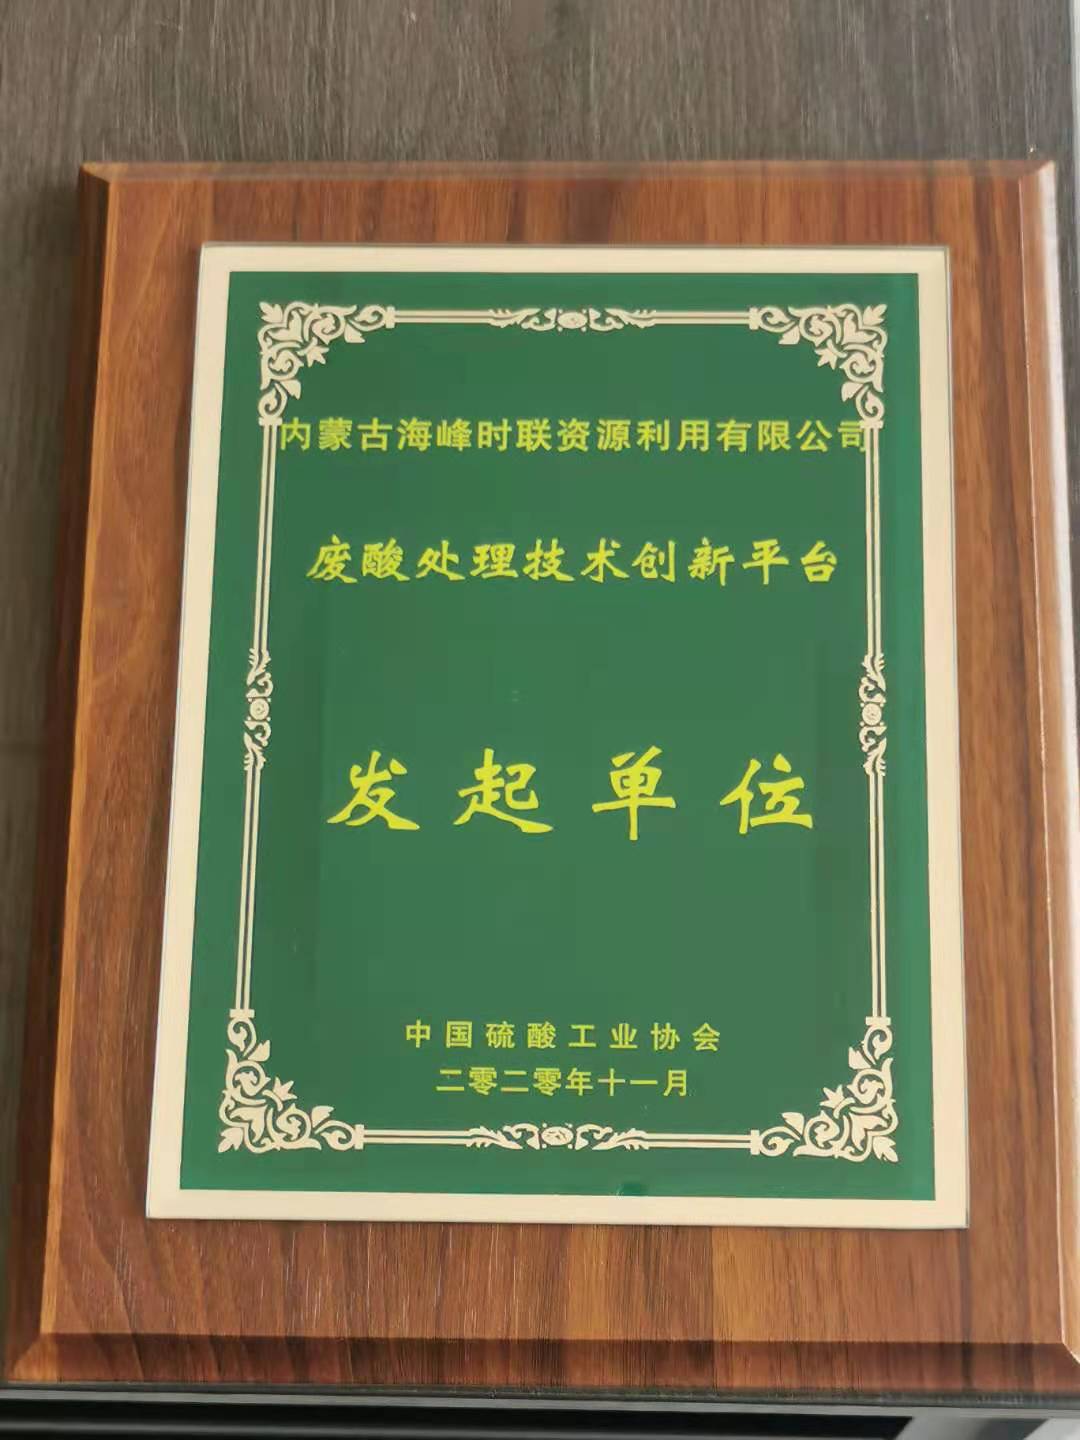 内蒙古海峰时联资源利用有限公司
废酸处理技术创新平台
发起单位
中国硫酸工业协会
二零二零年十一月